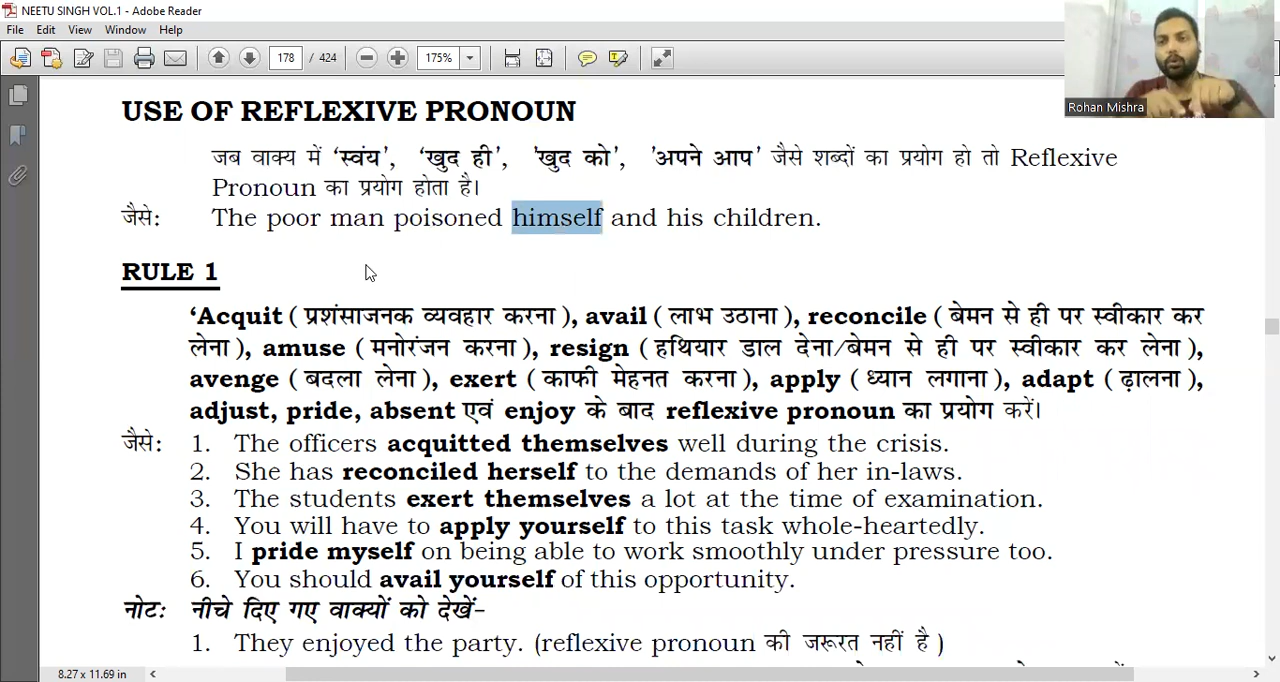 NEETU SINGH VOL.1 - Adobe Reader
File Edit View Window Help
178 / 424 175%
Rohan Mishra
USE OF REFLEXIVE PRONOUN
जब वाक्य में ‘स्वंय’, ‘खुद ही’, 'खुद को’, 'अपने आप' जैसे शब्दों का प्रयोग हो तो Reflexive
Pronoun का प्रयोग होता है।
जैसे: The poor man poisoned himself and his children.
RULE 1
‘Acquit ( प्रशंसाजनक व्यवहार करना ), avail ( लाभ उठाना ), reconcile ( बेमन से ही पर स्वीकार कर
लेना ), amuse ( मनोरंजन करना ), resign ( हथियार डाल देना/बेमन से ही पर स्वीकार कर लेना ),
avenge ( बदला लेना ), exert ( काफी मेहनत करना ), apply ( ध्यान लगाना ), adapt ( ढ़ालना ),
adjust, pride, absent एवं enjoy के बाद reflexive pronoun का प्रयोग करें।
जैसे: 1. The officers acquitted themselves well during the crisis.
2. She has reconciled herself to the demands of her in-laws.
3. The students exert themselves a lot at the time of examination.
4. You will have to apply yourself to this task whole-heartedly.
5. I pride myself on being able to work smoothly under pressure too.
6. You should avail yourself of this opportunity.
नोटः नीचे दिए गए वाक्यों को देखें-
1. They enjoyed the party. (reflexive pronoun की जरूरत नहीं है )
8.27 x 11.69 in